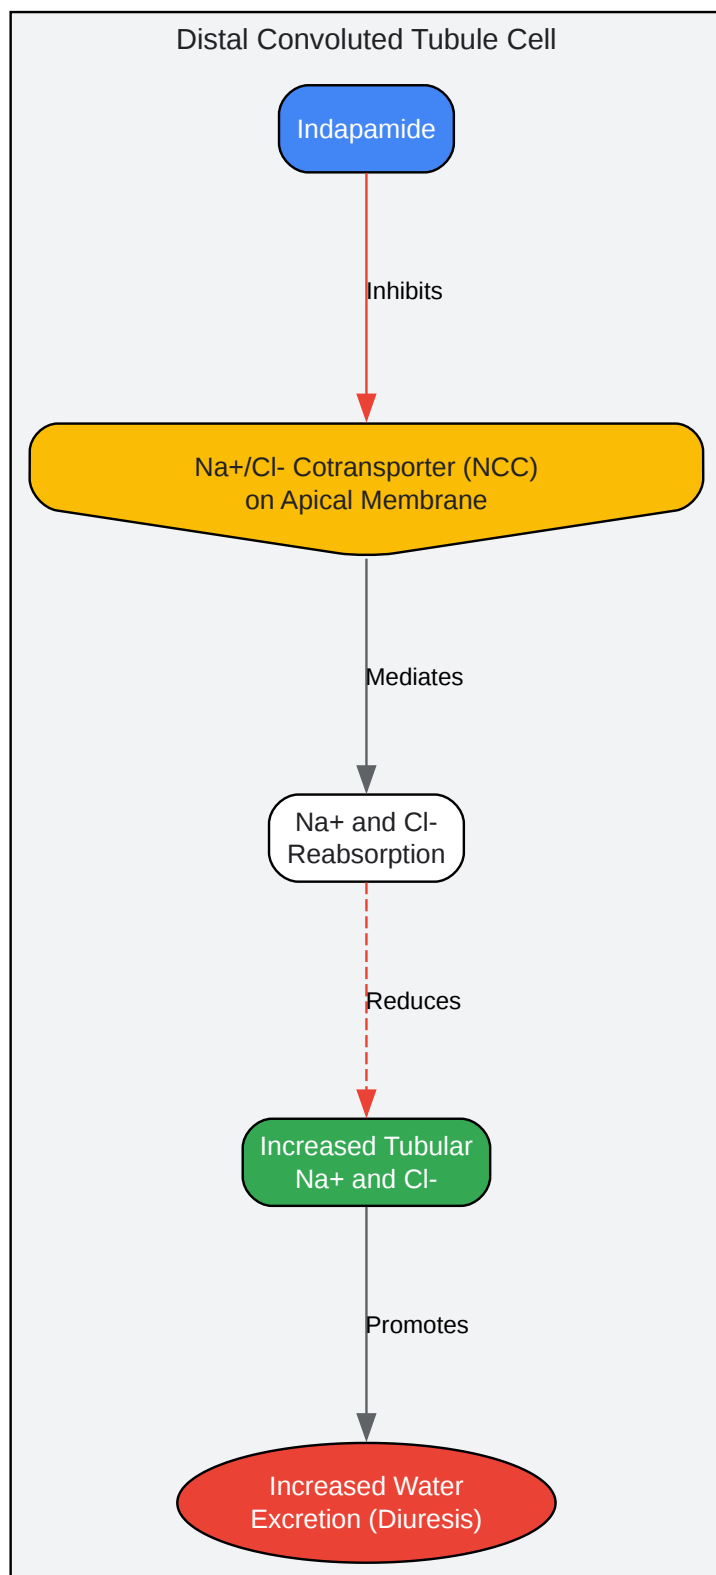 Distal Convoluted Tubule Cell
Indapamide
Inhibits
Na+/Cl- Cotransporter (NCC)
on Apical Membrane
Mediates
Na+ and Cl-
Reabsorption
Reduces
Increased Tubular
Na+ and Cl-
Promotes
Increased Water
Excretion (Diuresis)